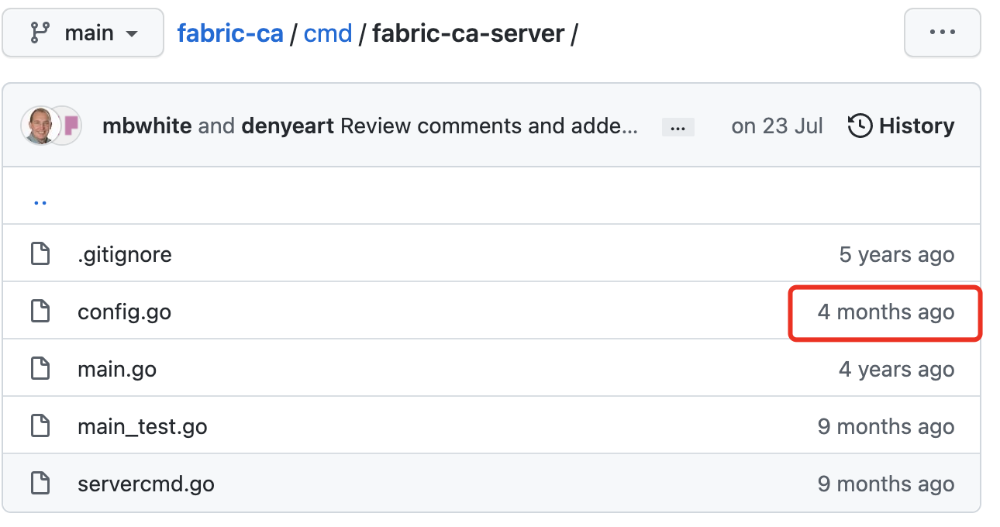 main fabric-ca / cmd / fabric-ca-server / ...
mbwhite and denyeart Review comments and adde... ... on 23 Jul History
..
.gitignore 5 years ago
config.go 4 months ago
main.go 4 years ago
main_test.go 9 months ago
servercmd.go 9 months ago